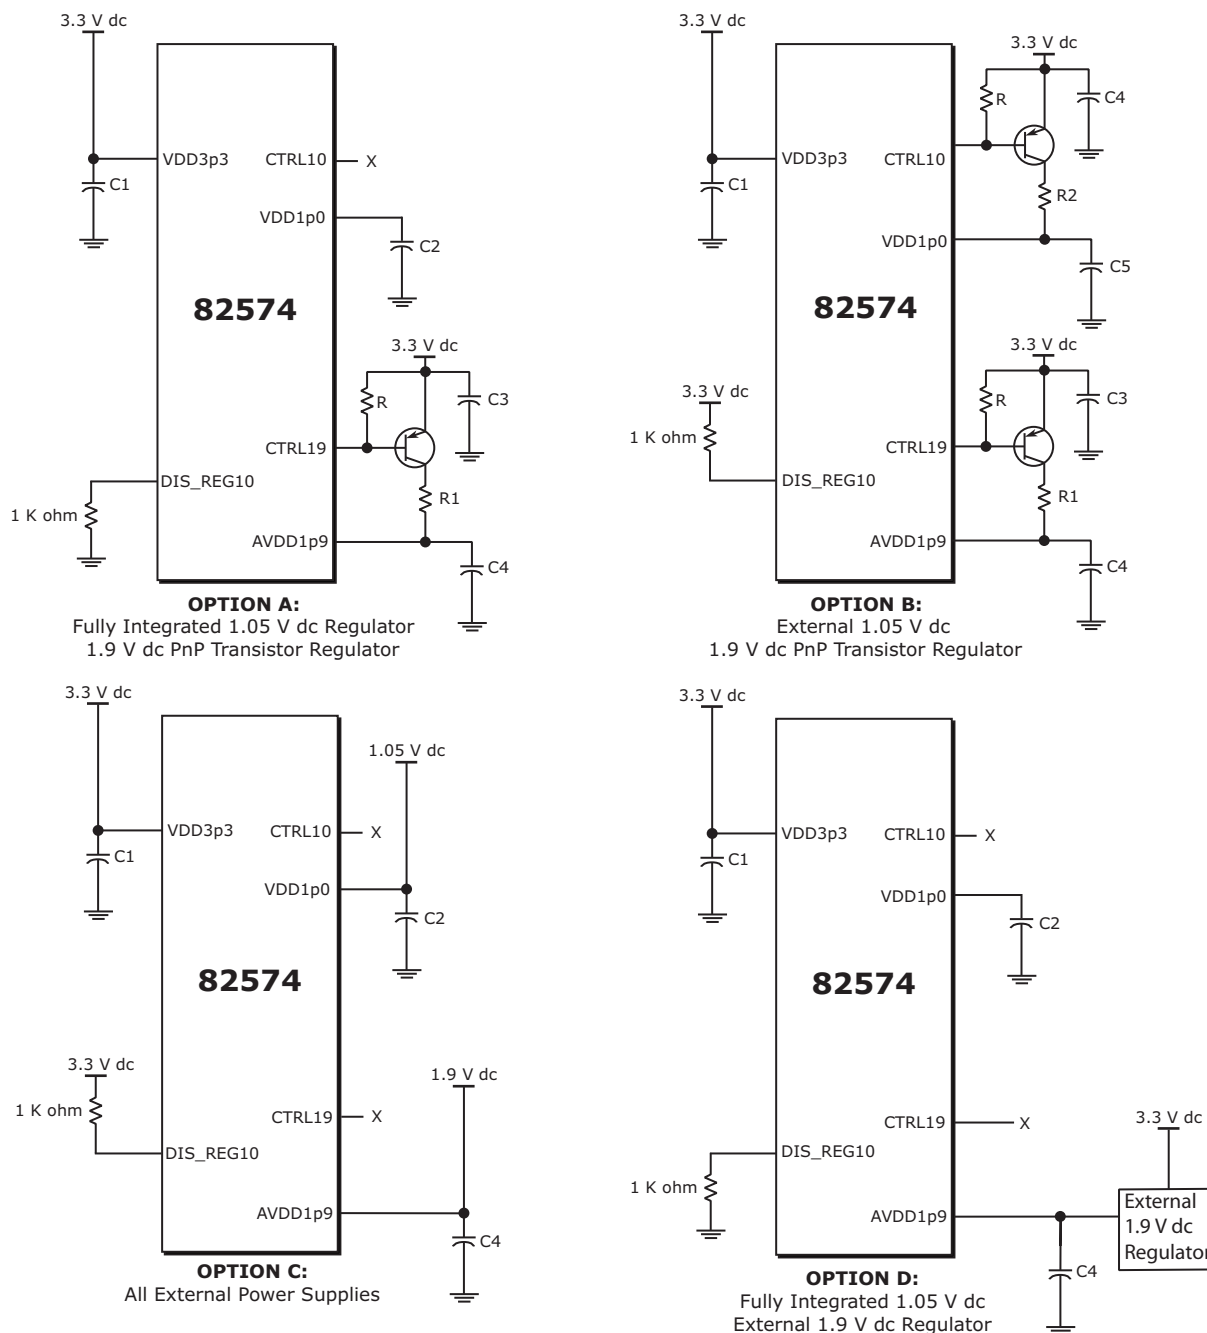 3.3 V dc
VDD3p3
CTRL10
X
C1
VDD1p0
C2
82574
3.3 V dc
R
C3
CTRL19
DIS_REG10
R1
1 K ohm
AVDD1p9
C4
OPTION A:
Fully Integrated 1.05 V dc Regulator
1.9 V dc PnP Transistor Regulator
3.3 V dc
3.3 V dc
R
C4
VDD3p3
CTRL10
C1
R2
VDD1p0
C5
82574
3.3 V dc
3.3 V dc
R
C3
1 K ohm
CTRL19
DIS_REG10
R1
AVDD1p9
C4
OPTION B:
External 1.05 V dc
1.9 V dc PnP Transistor Regulator
3.3 V dc
1.05 V dc
VDD3p3
CTRL10
X
C1
VDD1p0
C2
82574
3.3 V dc
1.9 V dc
1 K ohm
CTRL19
X
DIS_REG10
AVDD1p9
C4
OPTION C:
All External Power Supplies
3.3 V dc
VDD3p3
CTRL10
X
C1
VDD1p0
C2
82574
3.3 V dc
CTRL19
X
DIS_REG10
1 K ohm
AVDD1p9
External
1.9 V dc
Regulator
C4
OPTION D:
Fully Integrated 1.05 V dc
External 1.9 V dc Regulator